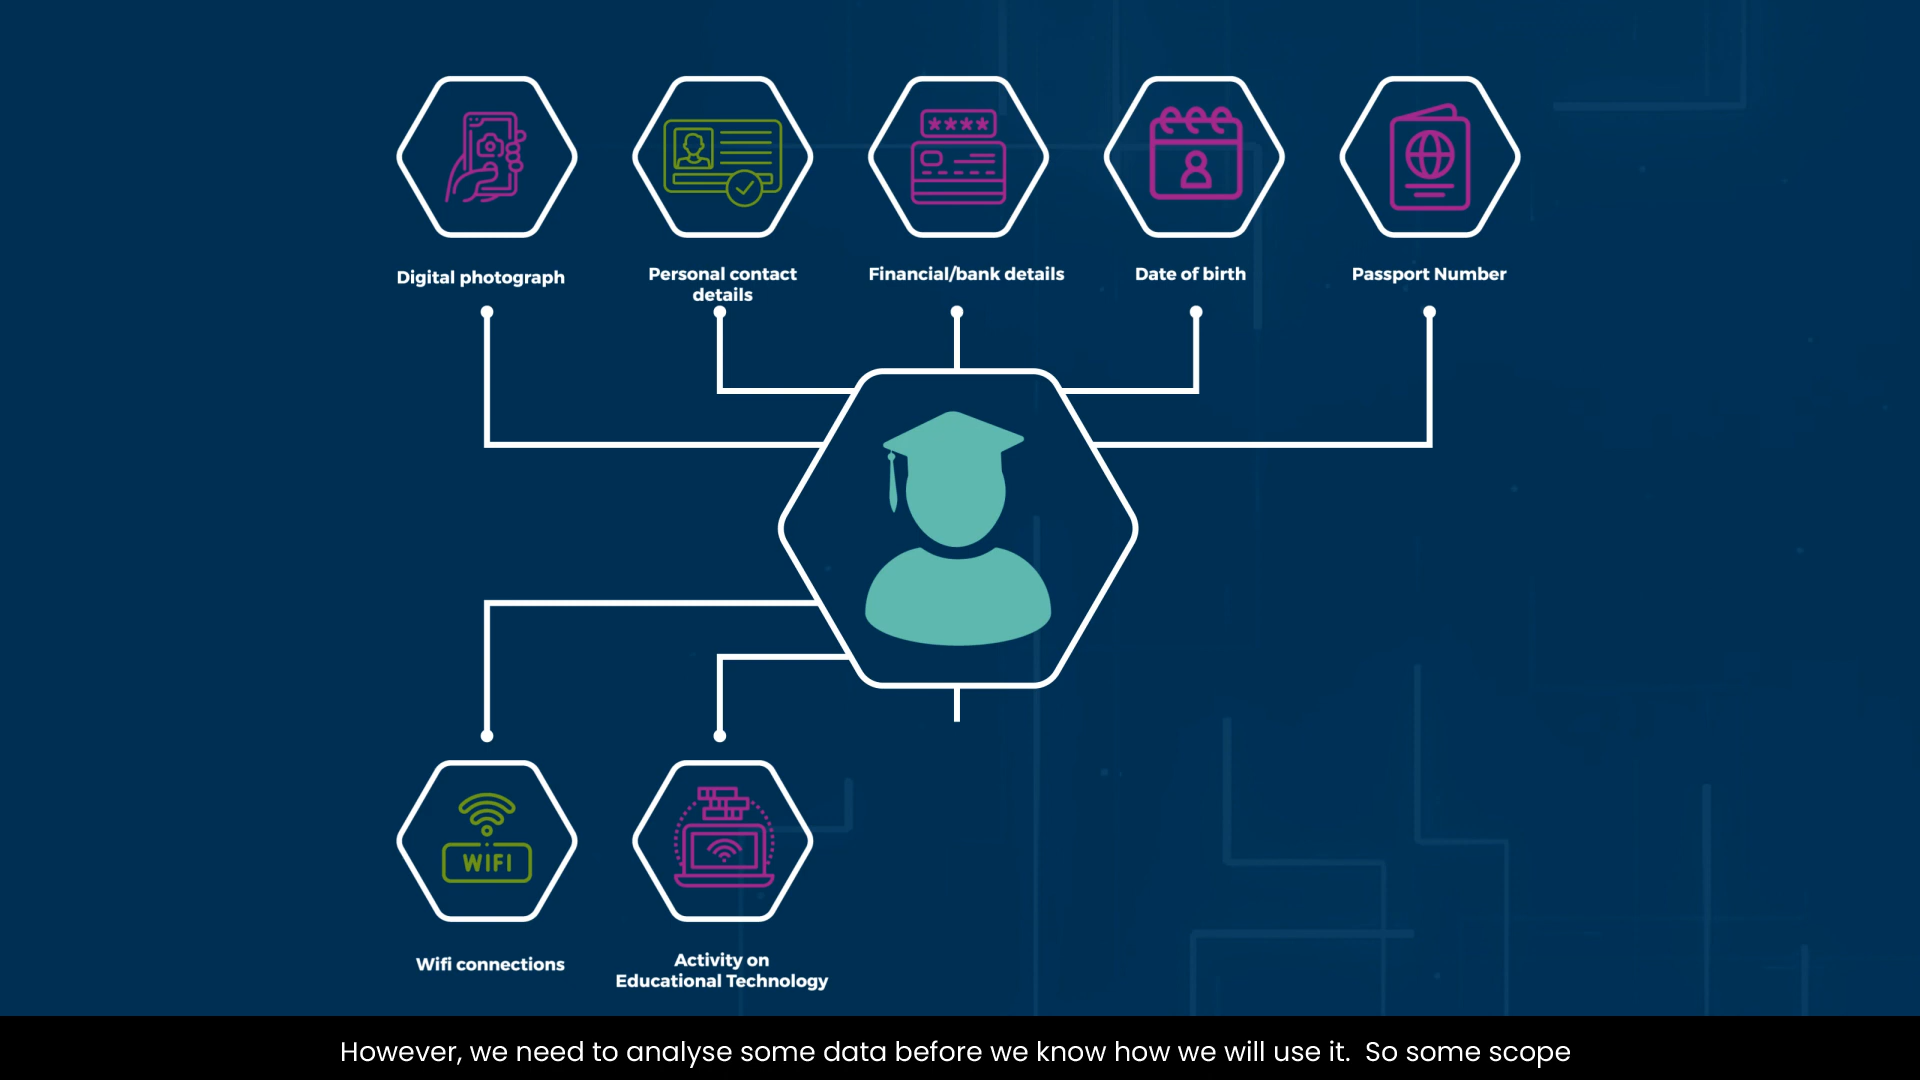 ****
Digital photograph
Personal contact
details
Financial/bank details
Date of birth
Passport Number
WIFI
Wifi connections
Activity on
Educational Technology
However, we need to analyse some data before we know how we will use it.  So some scope